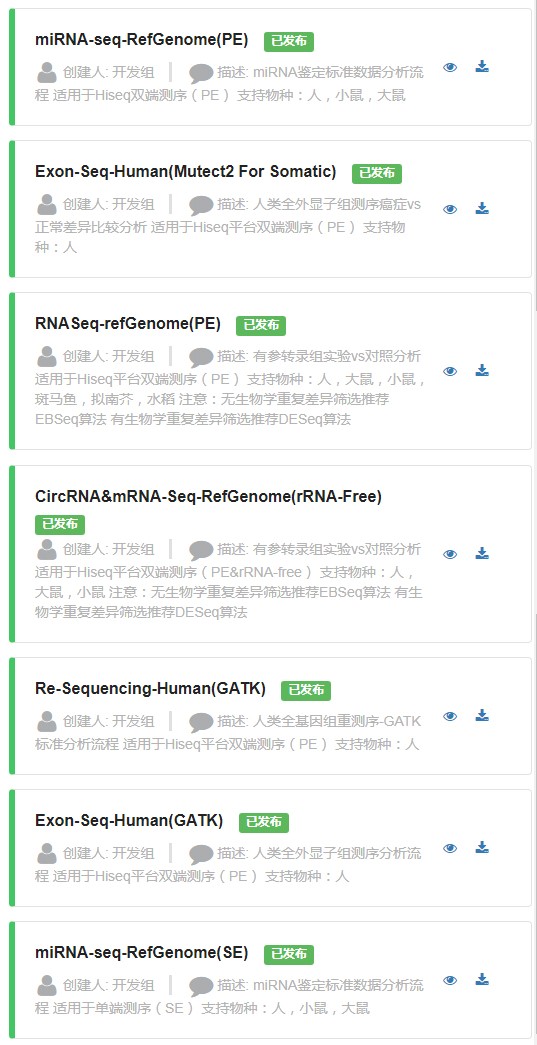 miRNA-seq-RefGenome(PE) 已发布
创建人: 开发组 描述: miRNA鉴定标准数据分析流
程 适用于Hiseq双端测序（PE） 支持物种：人，小鼠，大鼠
Exon-Seq-Human(Mutect2 For Somatic) 已发布
创建人: 开发组 描述: 人类全外显子组测序癌症vs
正常差异比较分析 适用于Hiseq平台双端测序（PE） 支持物
种：人
RNASeq-refGenome(PE) 已发布
创建人: 开发组 描述: 有参转录组实验vs对照分析
适用于Hiseq平台双端测序（PE） 支持物种：人，大鼠，小鼠，
斑马鱼，拟南芥，水稻 注意：无生物学重复差异筛选推荐
EBSeq算法 有生物学重复差异筛选推荐DESeq算法
CircRNA&mRNA-Seq-RefGenome(rRNA-Free)
已发布
创建人: 开发组 描述: 有参转录组实验vs对照分析
适用于Hiseq平台双端测序（PE&rRNA-free） 支持物种：人，
大鼠，小鼠 注意：无生物学重复差异筛选推荐EBSeq算法 有生
物学重复差异筛选推荐DESeq算法
Re-Sequencing-Human(GATK) 已发布
创建人: 开发组 描述: 人类全基因组重测序-GATK
标准分析流程 适用于Hiseq平台双端测序（PE） 支持物种：人
Exon-Seq-Human(GATK) 已发布
创建人: 开发组 描述: 人类全外显子组测序分析流
程 适用于Hiseq平台双端测序（PE） 支持物种：人
miRNA-seq-RefGenome(SE) 已发布
创建人: 开发组 描述: miRNA鉴定标准数据分析流
程 适用于单端测序（SE） 支持物种：人，小鼠，大鼠